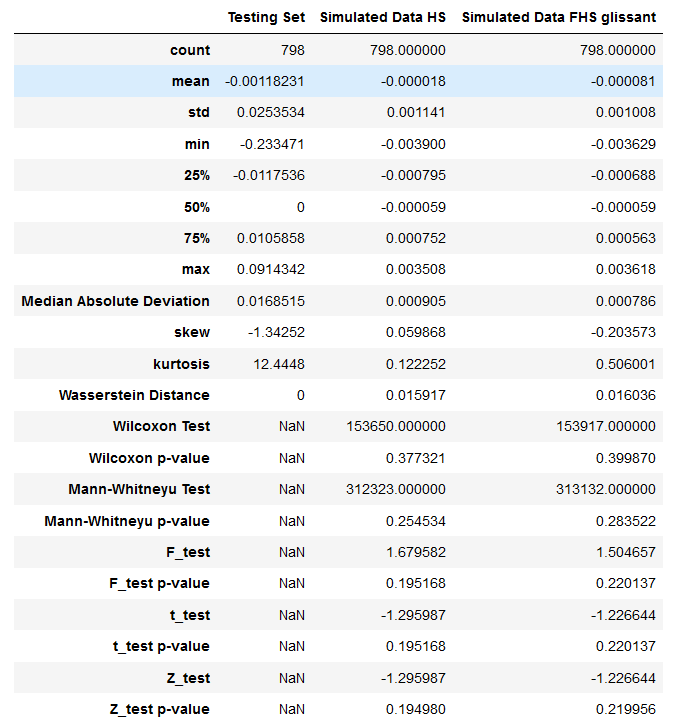 Testing Set Simulated Data HS Simulated Data FHS glissant
count 798 798.000000 798.000000
mean -0.00118231 -0.000018 -0.000081
std 0.0253534 0.001141 0.001008
min -0.233471 -0.003900 -0.003629
25% -0.0117536 -0.000795 -0.000688
50% 0 -0.000059 -0.000059
75% 0.0105858 0.000752 0.000563
max 0.0914342 0.003508 0.003618
Median Absolute Deviation 0.0168515 0.000905 0.000786
skew -1.34252 0.059868 -0.203573
kurtosis 12.4448 0.122252 0.506001
Wasserstein Distance 0 0.015917 0.016036
Wilcoxon Test NaN 153650.000000 153917.000000
Wilcoxon p-value NaN 0.377321 0.399870
Mann-Whitneyu Test NaN 312323.000000 313132.000000
Mann-Whitneyu p-value NaN 0.254534 0.283522
F_test NaN 1.679582 1.504657
F_test p-value NaN 0.195168 0.220137
t_test NaN -1.295987 -1.226644
t_test p-value NaN 0.195168 0.220137
Z_test NaN -1.295987 -1.226644
Z_test p-value NaN 0.194980 0.219956